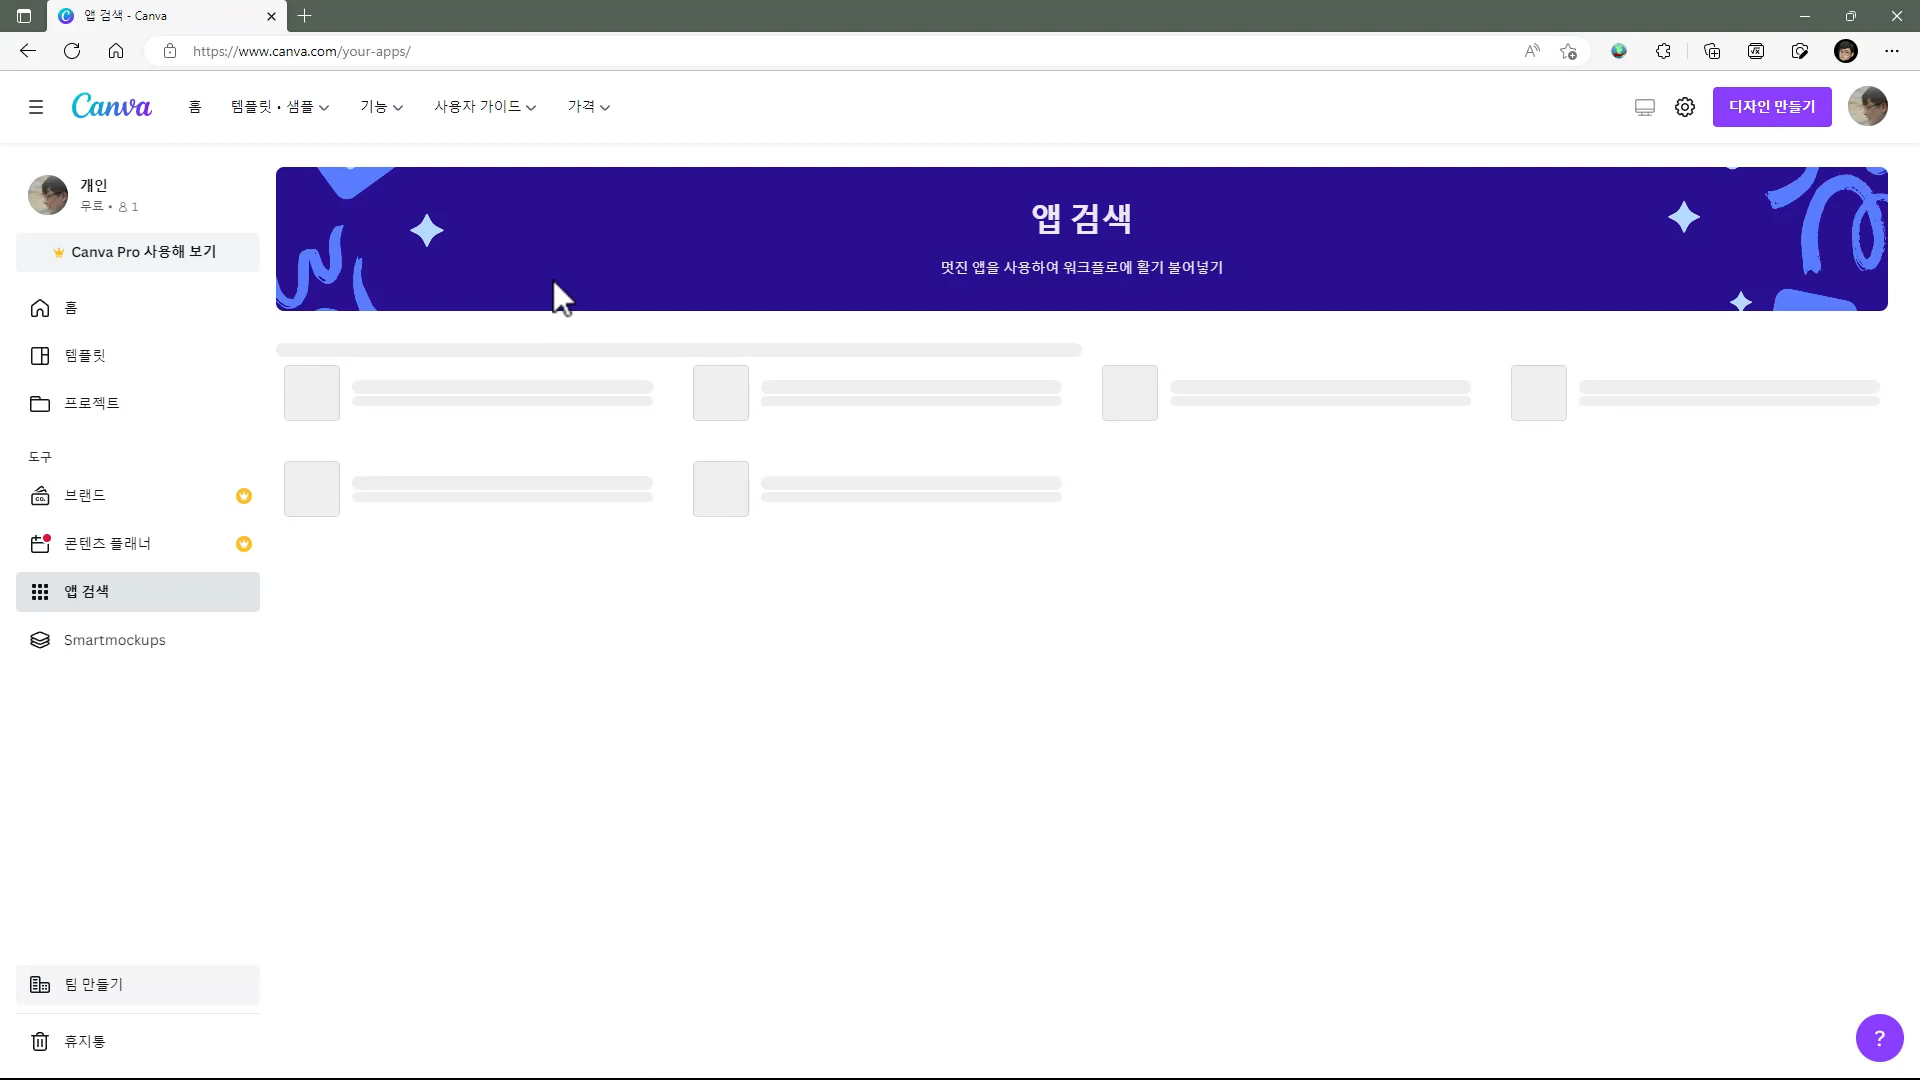 앱 검색 - Canva
https://www.canva.com/your-apps/
Canva
홈
템플릿 • 샘플
기능
사용자 가이드
가격
디자인 만들기
개인
무료 • 1
Canva Pro 사용해 보기
홈
템플릿
프로젝트
도구
브랜드
콘텐츠 플래너
앱 검색
Smartmockups
팀 만들기
휴지통
앱 검색
멋진 앱을 사용하여 워크플로에 활기 불어넣기
?